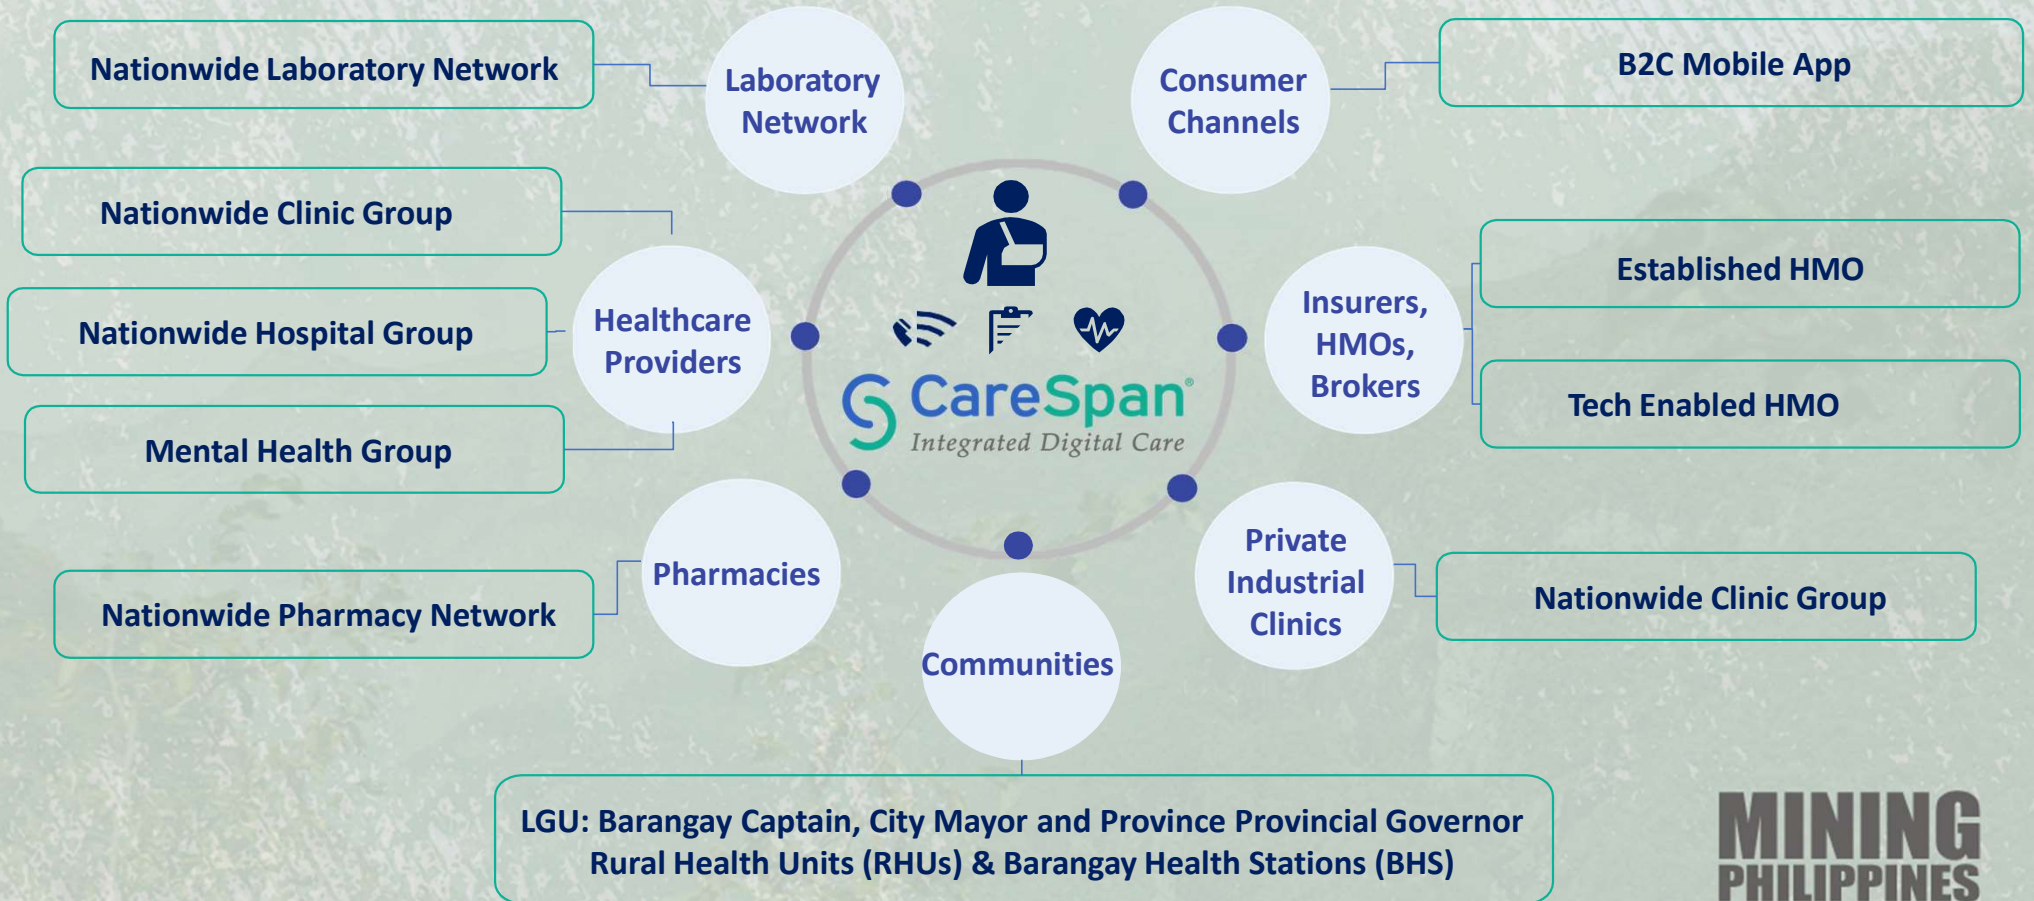 Nationwide Laboratory Network
Laboratory
Network
Consumer
Channels
B2C Mobile App
Nationwide Clinic Group
Nationwide Hospital Group
Mental Health Group
Healthcare
Providers
CareSpan®
Integrated Digital Care
Insurers,
HMOs,
Brokers
Established HMO
Tech Enabled HMO
Pharmacies
Nationwide Pharmacy Network
Communities
Private
Industrial
Clinics
Nationwide Clinic Group
LGU: Barangay Captain, City Mayor and Province Provincial Governor
Rural Health Units (RHUs) & Barangay Health Stations (BHS)
MINING
PHILIPPINES